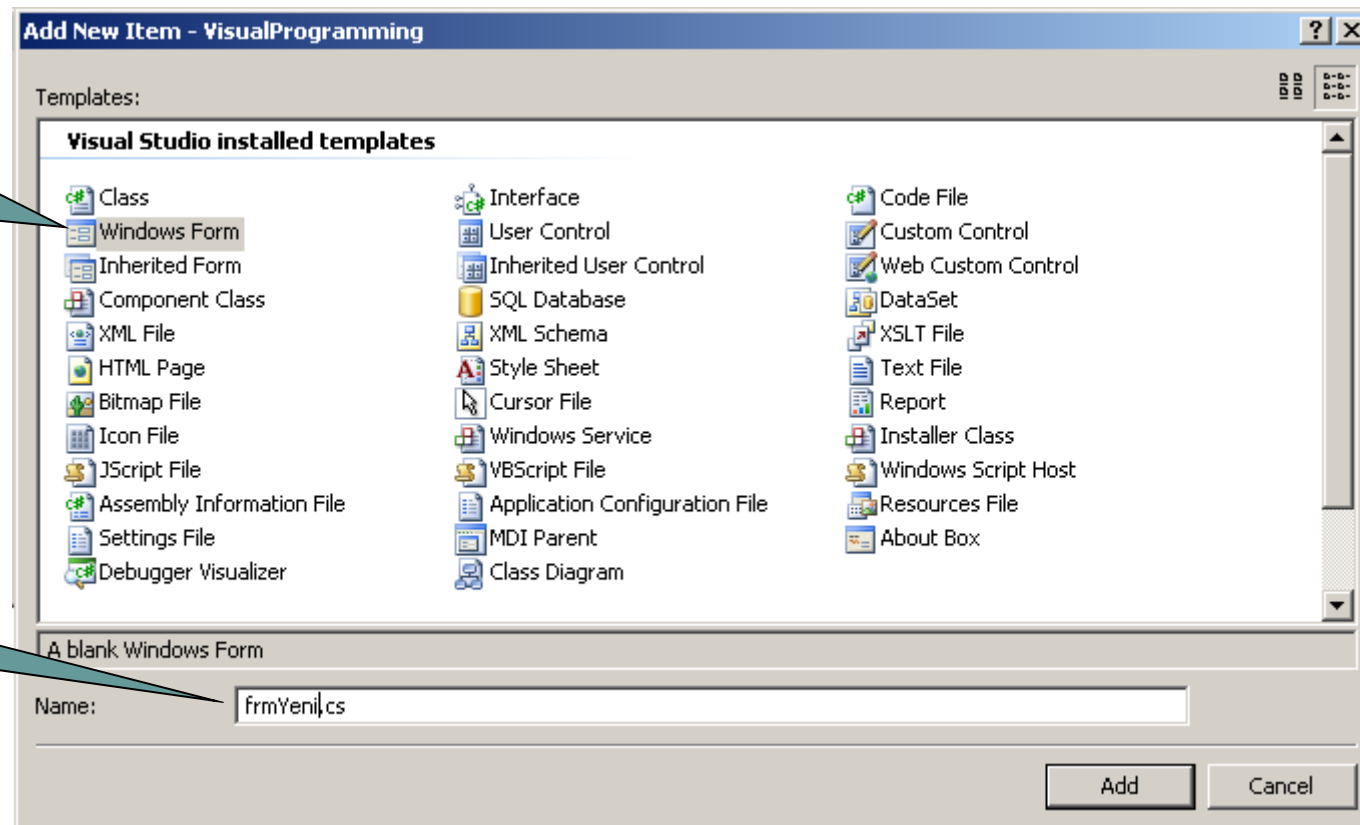 Add New Item - VisualProgramming
Templates:
Visual Studio installed templates
Class Interface Code File
Windows Form User Control Custom Control
Inherited Form Inherited User Control Web Custom Control
Component Class SQL Database DataSet
XML File XML Schema XSLT File
HTML Page Style Sheet Text File
Bitmap File Cursor File Report
Icon File Windows Service Installer Class
JScript File VBScript File Windows Script Host
Assembly Information File Application Configuration File Resources File
Settings File MDI Parent About Box
Debugger Visualizer Class Diagram
A blank Windows Form
Name: frmYeni.cs
Add Cancel